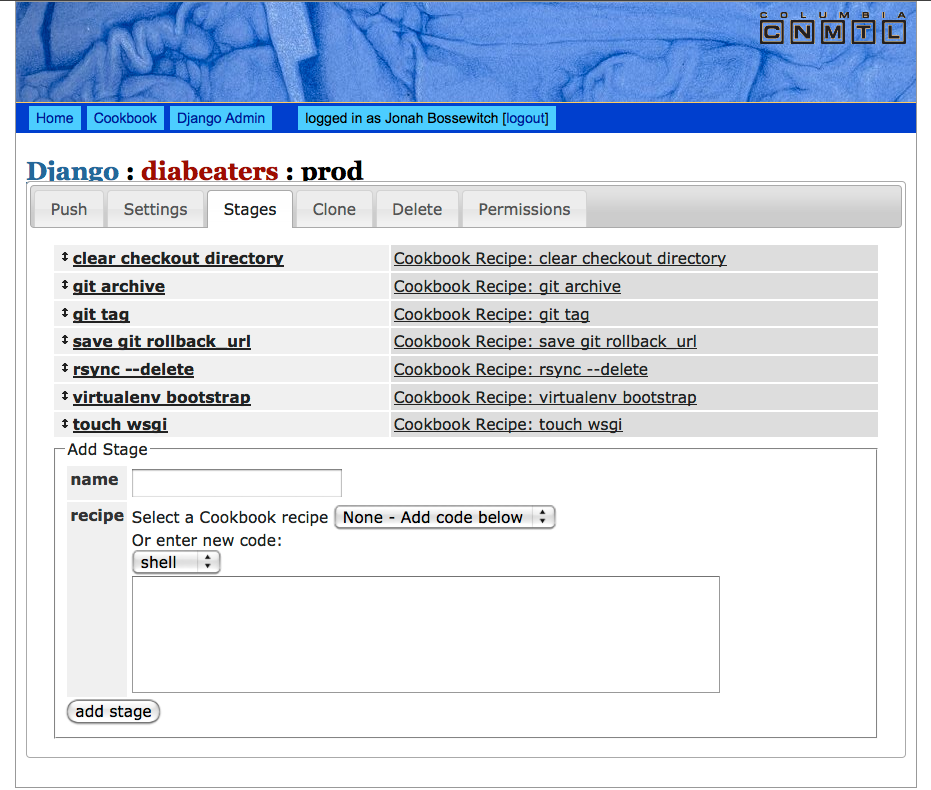 COLUMBIA
CNMTL
Home Cookbook Django Admin logged in as Jonah Bossewitch [logout]
Django : diabeaters : prod
Push Settings Stages Clone Delete Permissions
clear checkout directory Cookbook Recipe: clear checkout directory
git archive Cookbook Recipe: git archive
git tag Cookbook Recipe: git tag
save git rollback_url Cookbook Recipe: save git rollback_url
rsync --delete Cookbook Recipe: rsync --delete
virtualenv bootstrap Cookbook Recipe: virtualenv bootstrap
touch wsgi Cookbook Recipe: touch wsgi
Add Stage
name
recipe Select a Cookbook recipe None - Add code below
Or enter new code:
shell
add stage